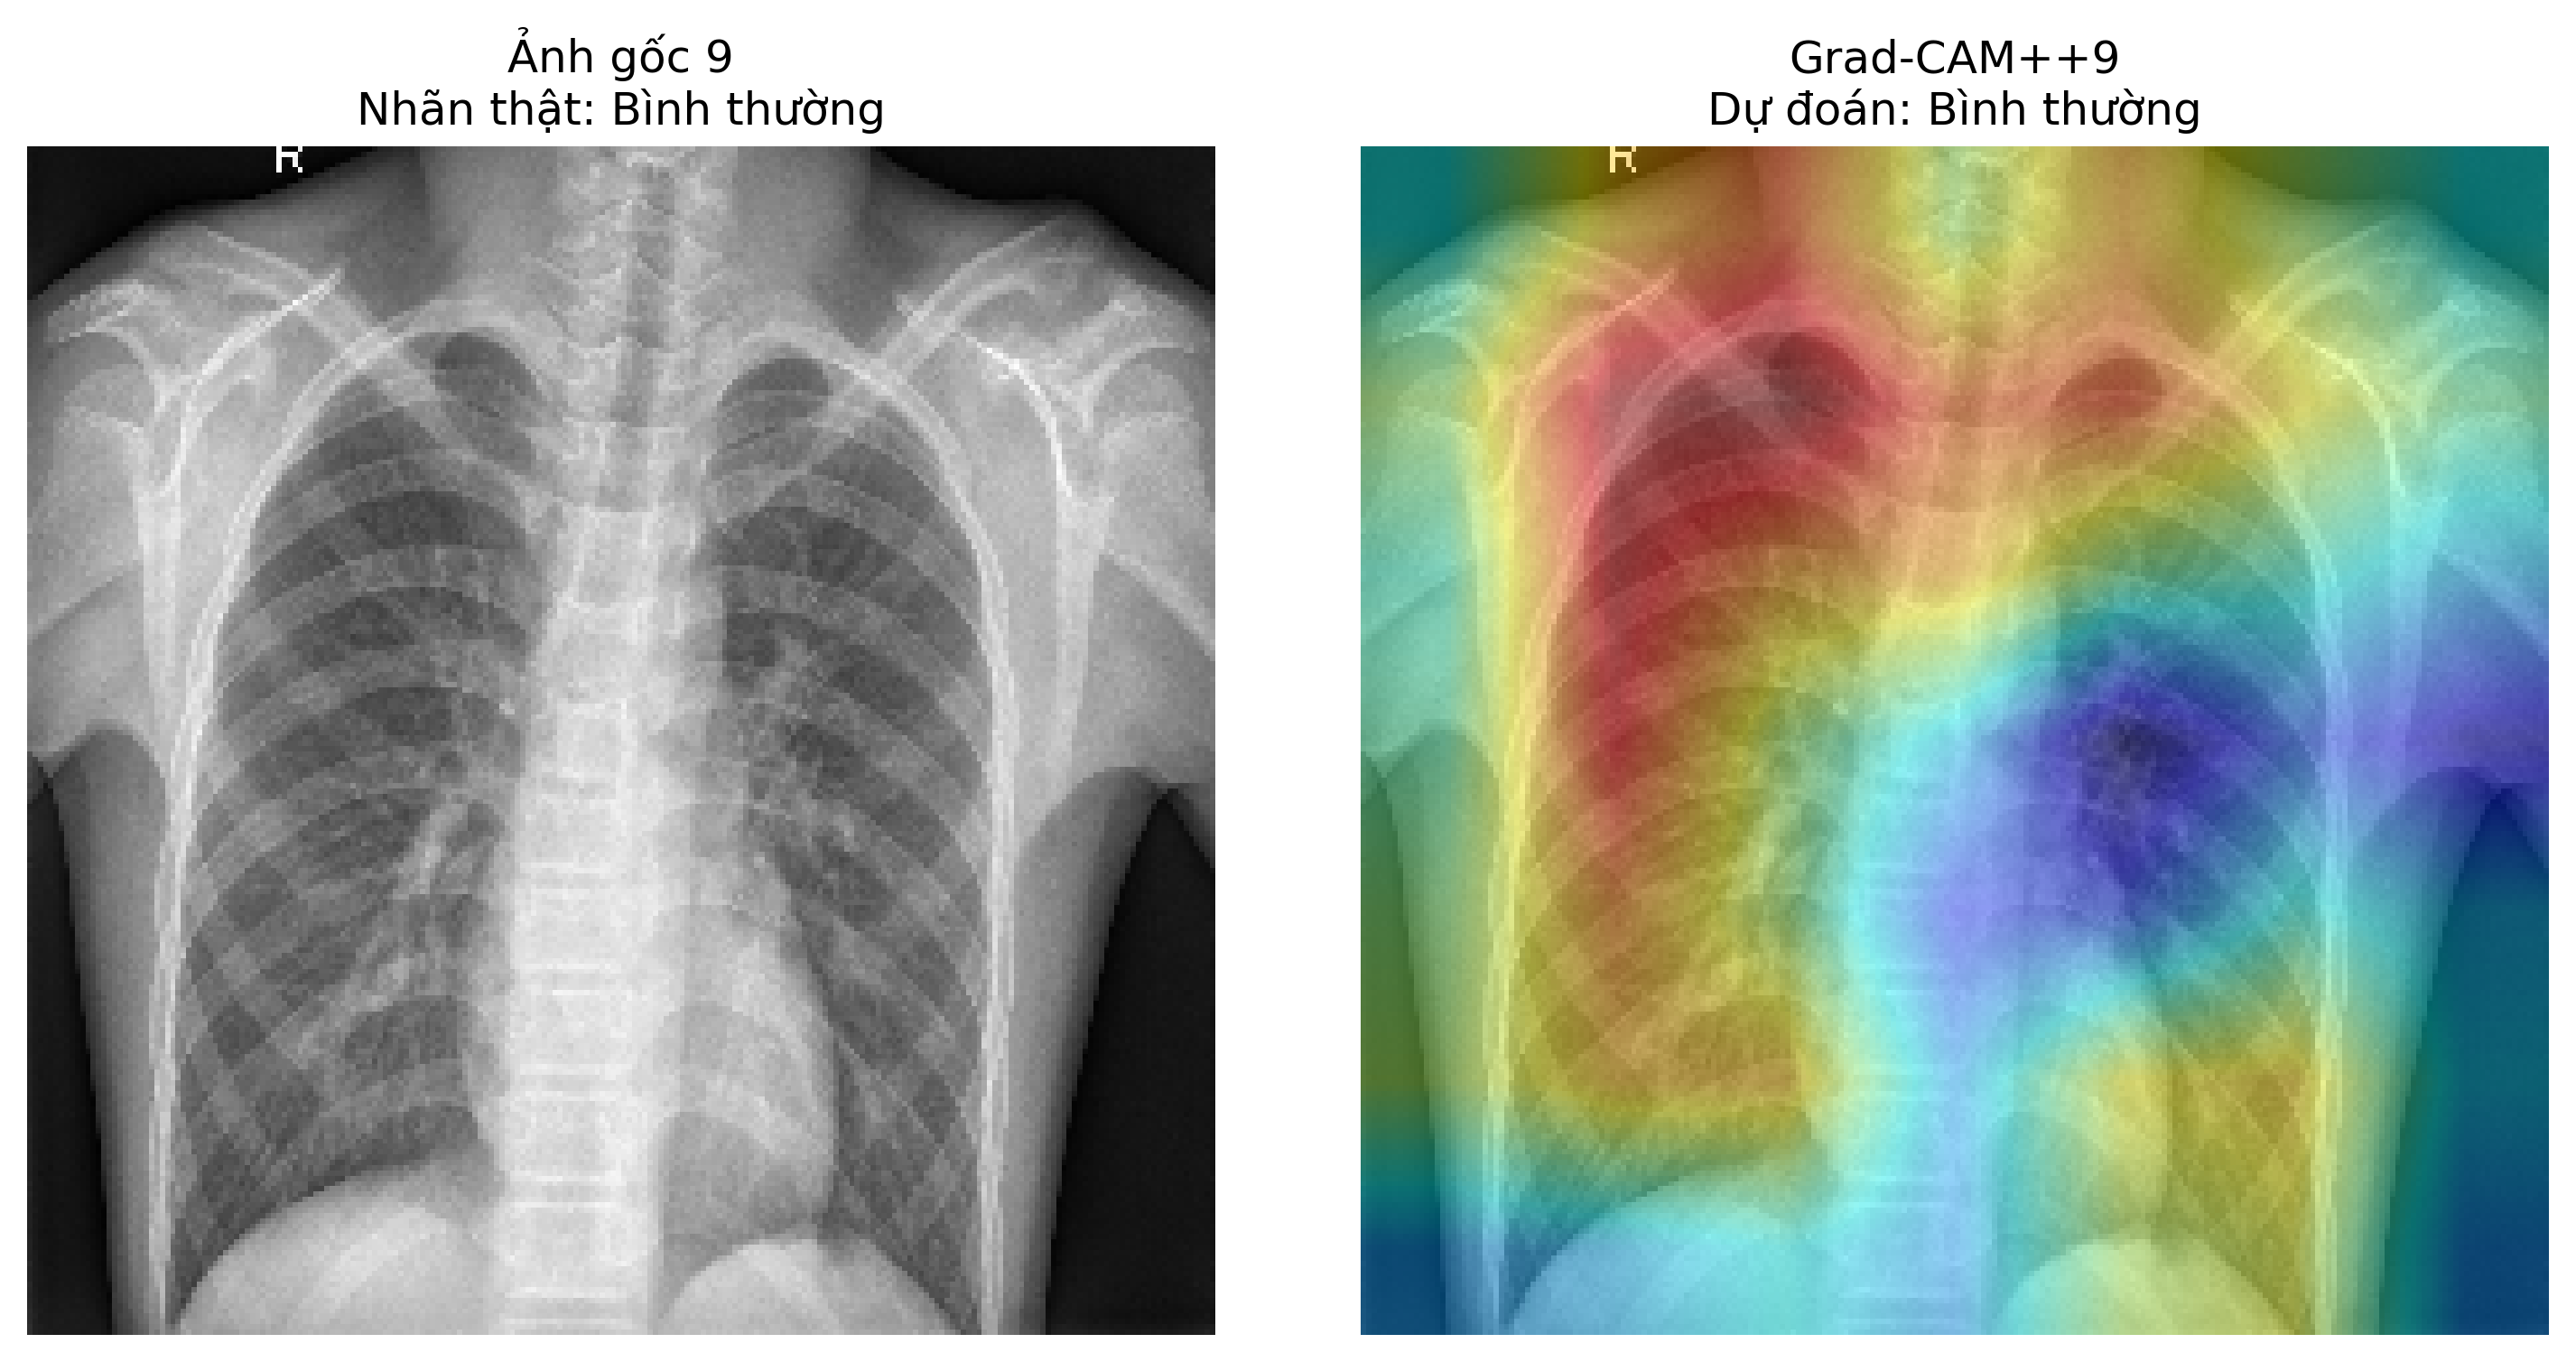 Ảnh gốc 9
Nhãn thật: Bình thường
Grad-CAM++9
Dự đoán: Bình thường
R
R